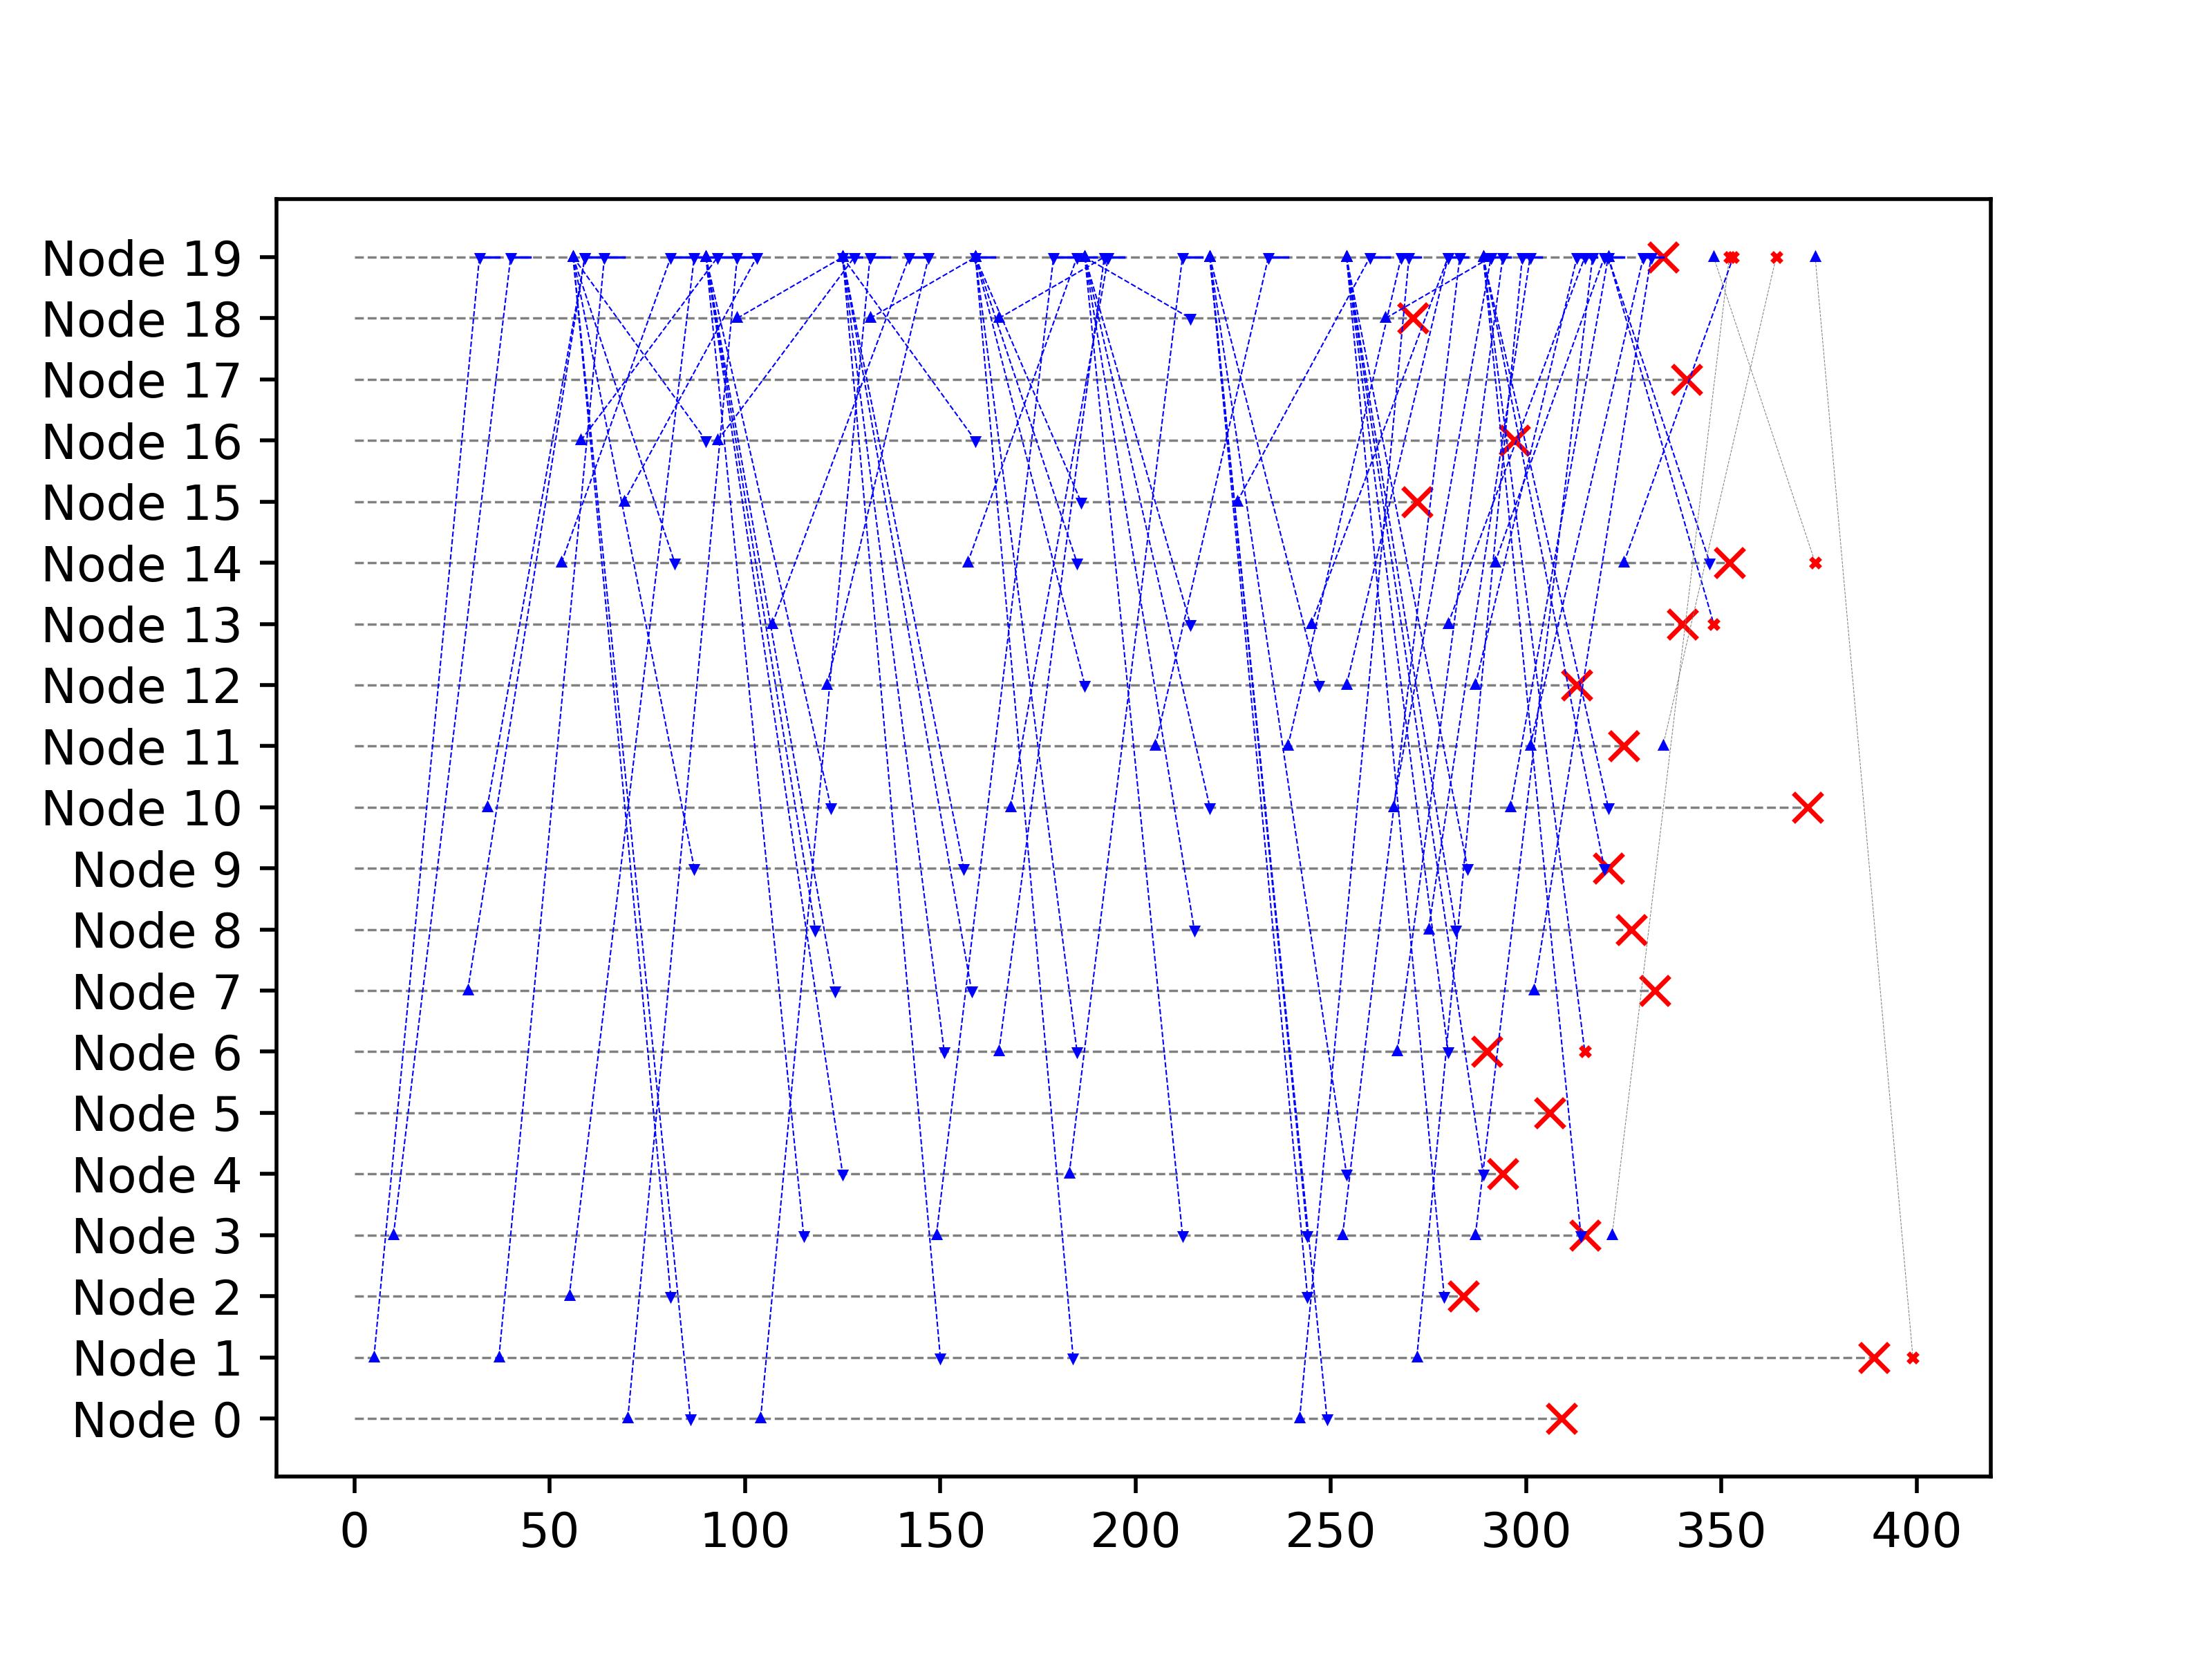 Node 19
Node 18
Node 17
Node 16
Node 15
Node 14
Node 13
Node 12
Node 11
Node 10
Node 9
Node 8
Node 7
Node 6
Node 5
Node 4
Node 3
Node 2
Node 1
Node 0
0 50 100 150 200 250 300 350 400